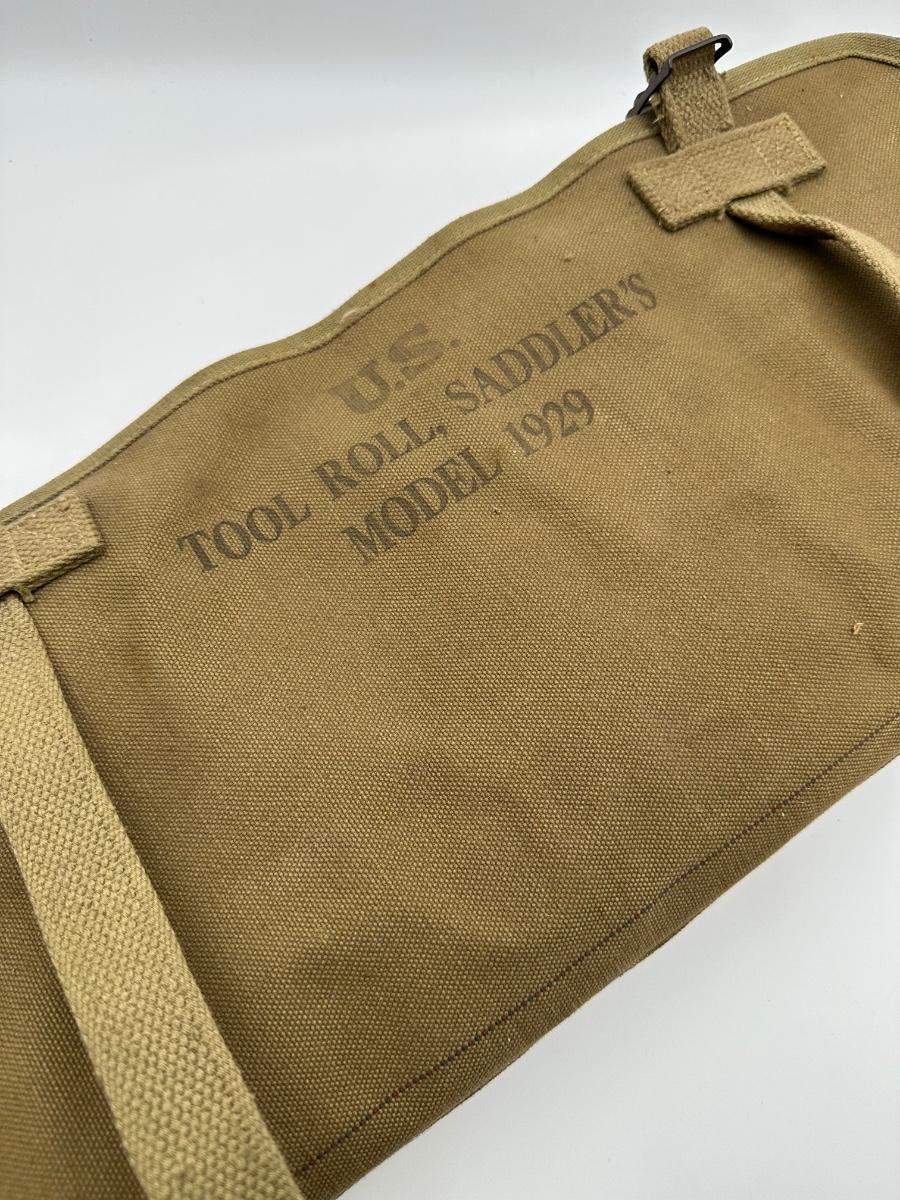 U.S.
TOOL ROLL, SADDLER'S
MODEL 1929